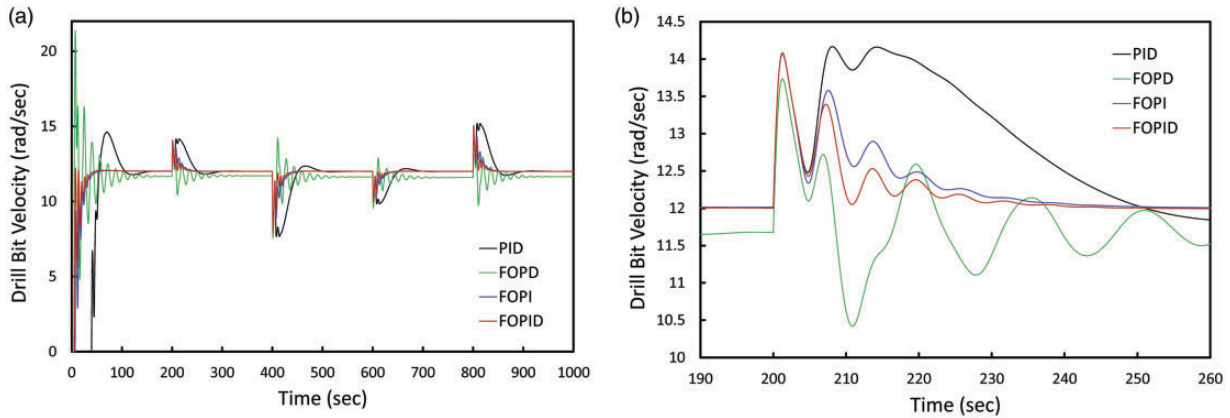 (a)
Drill Bit Velocity (rad/sec)
20
15
10
5
0
PID
FOPD
FOPI
FOPID
0 100 200 300 400 500 600 700 800 900 1000
Time (sec)
(b)
Drill Bit Velocity (rad/sec)
14.5
14
13.5
13
12.5
12
11.5
11
10.5
10
PID
FOPD
FOPI
FOPID
190 200 210 220 230 240 250 260
Time (sec)